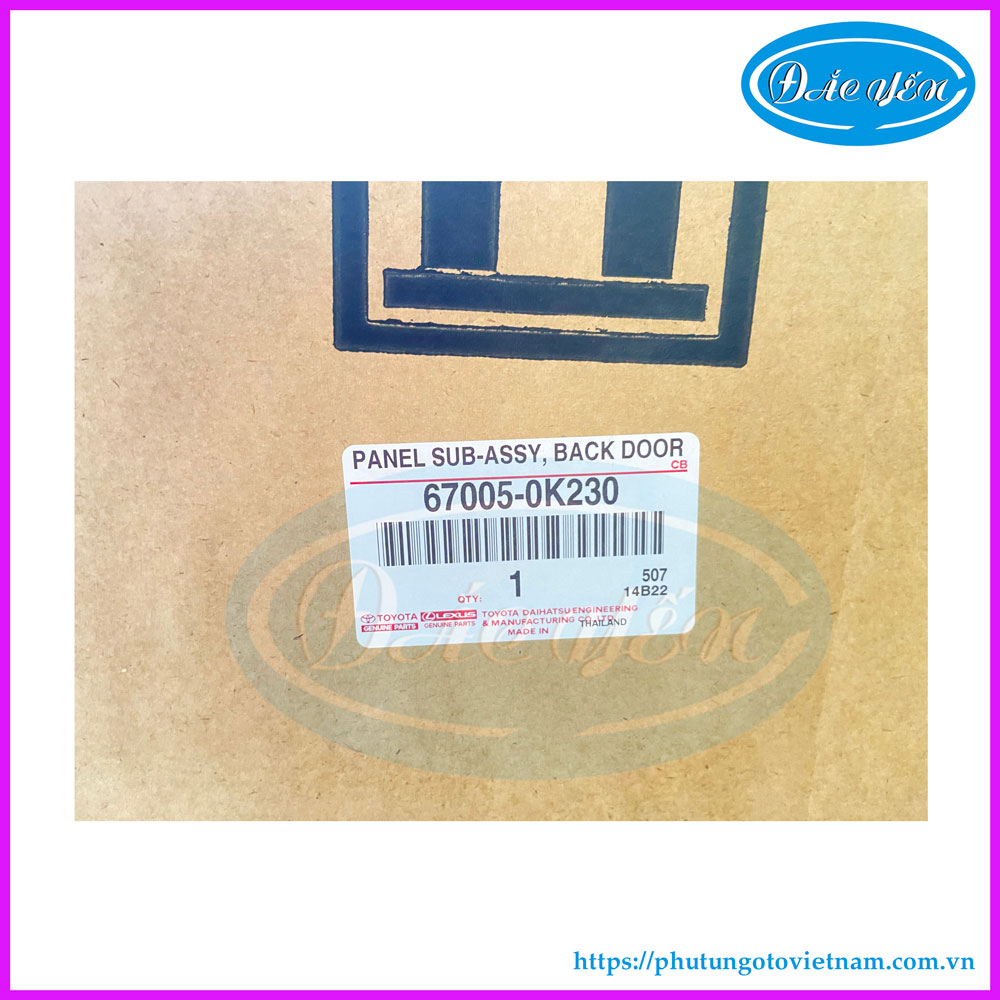 ĐẮC YẾN
PANEL SUB-ASSY, BACK DOOR
CB
67005-0K230
QTY: 1
507
14B22
TOYOTA
GENUINE PARTS
LEXUS
GENUINE PARTS
TOYOTA DAIHATSU ENGINEERING
& MANUFACTURING CO.,LTD.
MADE IN THAILAND
ĐẮC YẾN
https://phutungotovietnam.com.vn